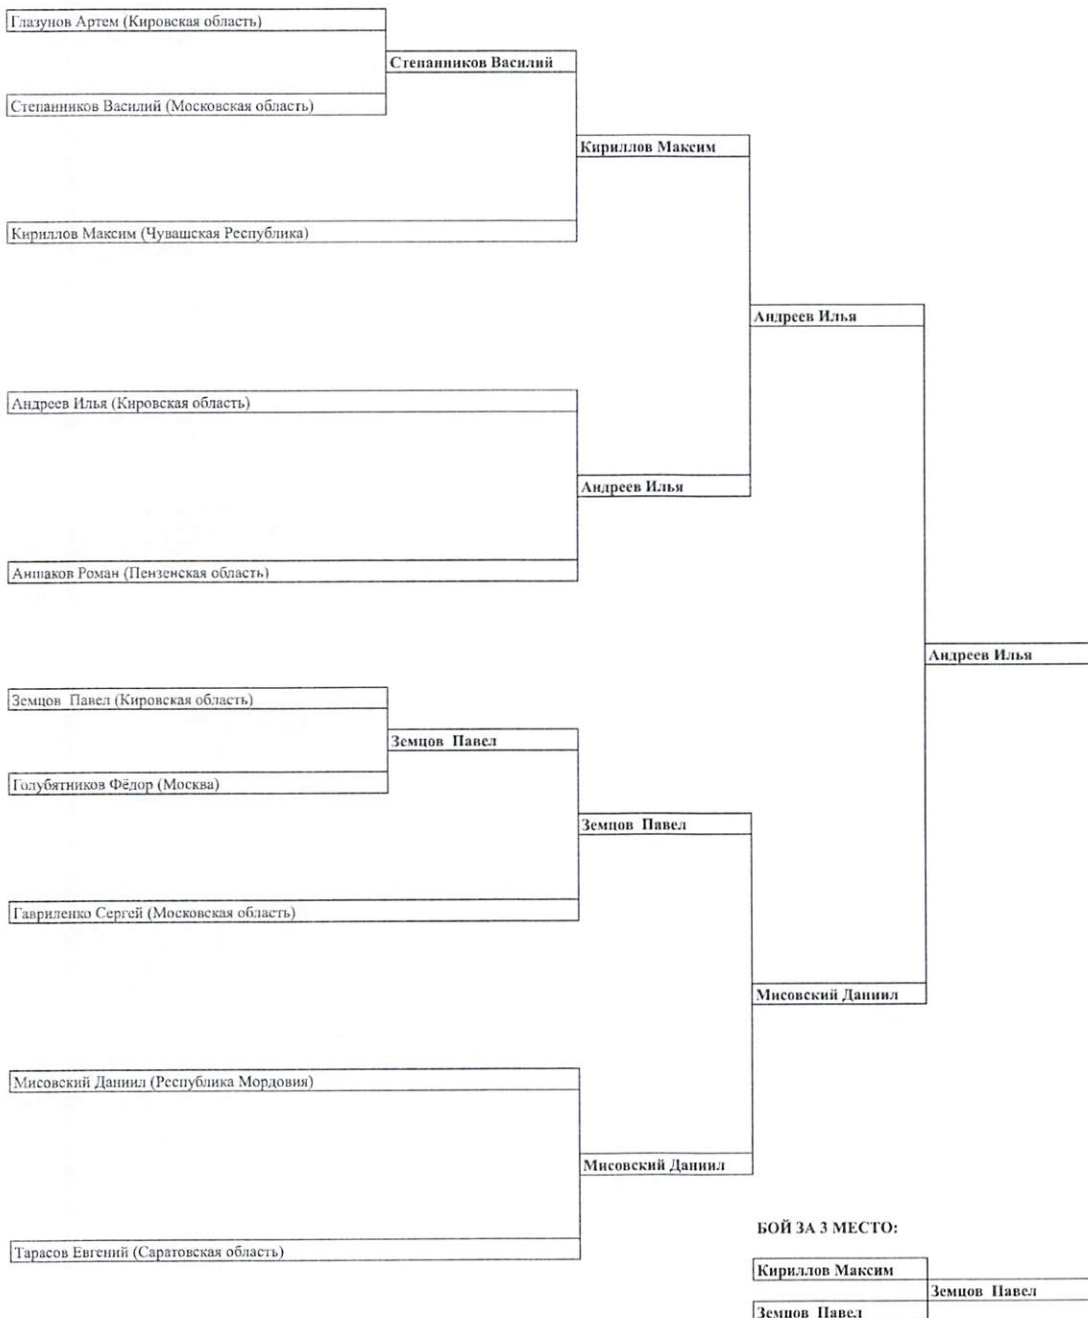 Глазунов Артем (Кировская область)
Степанников Василий
Степанников Василий (Московская область)
Кириллов Максим
Кириллов Максим (Чувашская Республика)
Андреев Илья
Андреев Илья (Кировская область)
Андреев Илья
Аншаков Роман (Пензенская область)
Андреев Илья
Земцов Павел (Кировская область)
Земцов Павел
Голубятников Фёдор (Москва)
Земцов Павел
Гавриленко Сергей (Московская область)
Мисовский Даниил
Мисовский Даниил (Республика Мордовия)
Мисовский Даниил
Тарасов Евгений (Саратовская область)
БОЙ ЗА 3 МЕСТО:
Кириллов Максим
Земцов Павел
Земцов Павел